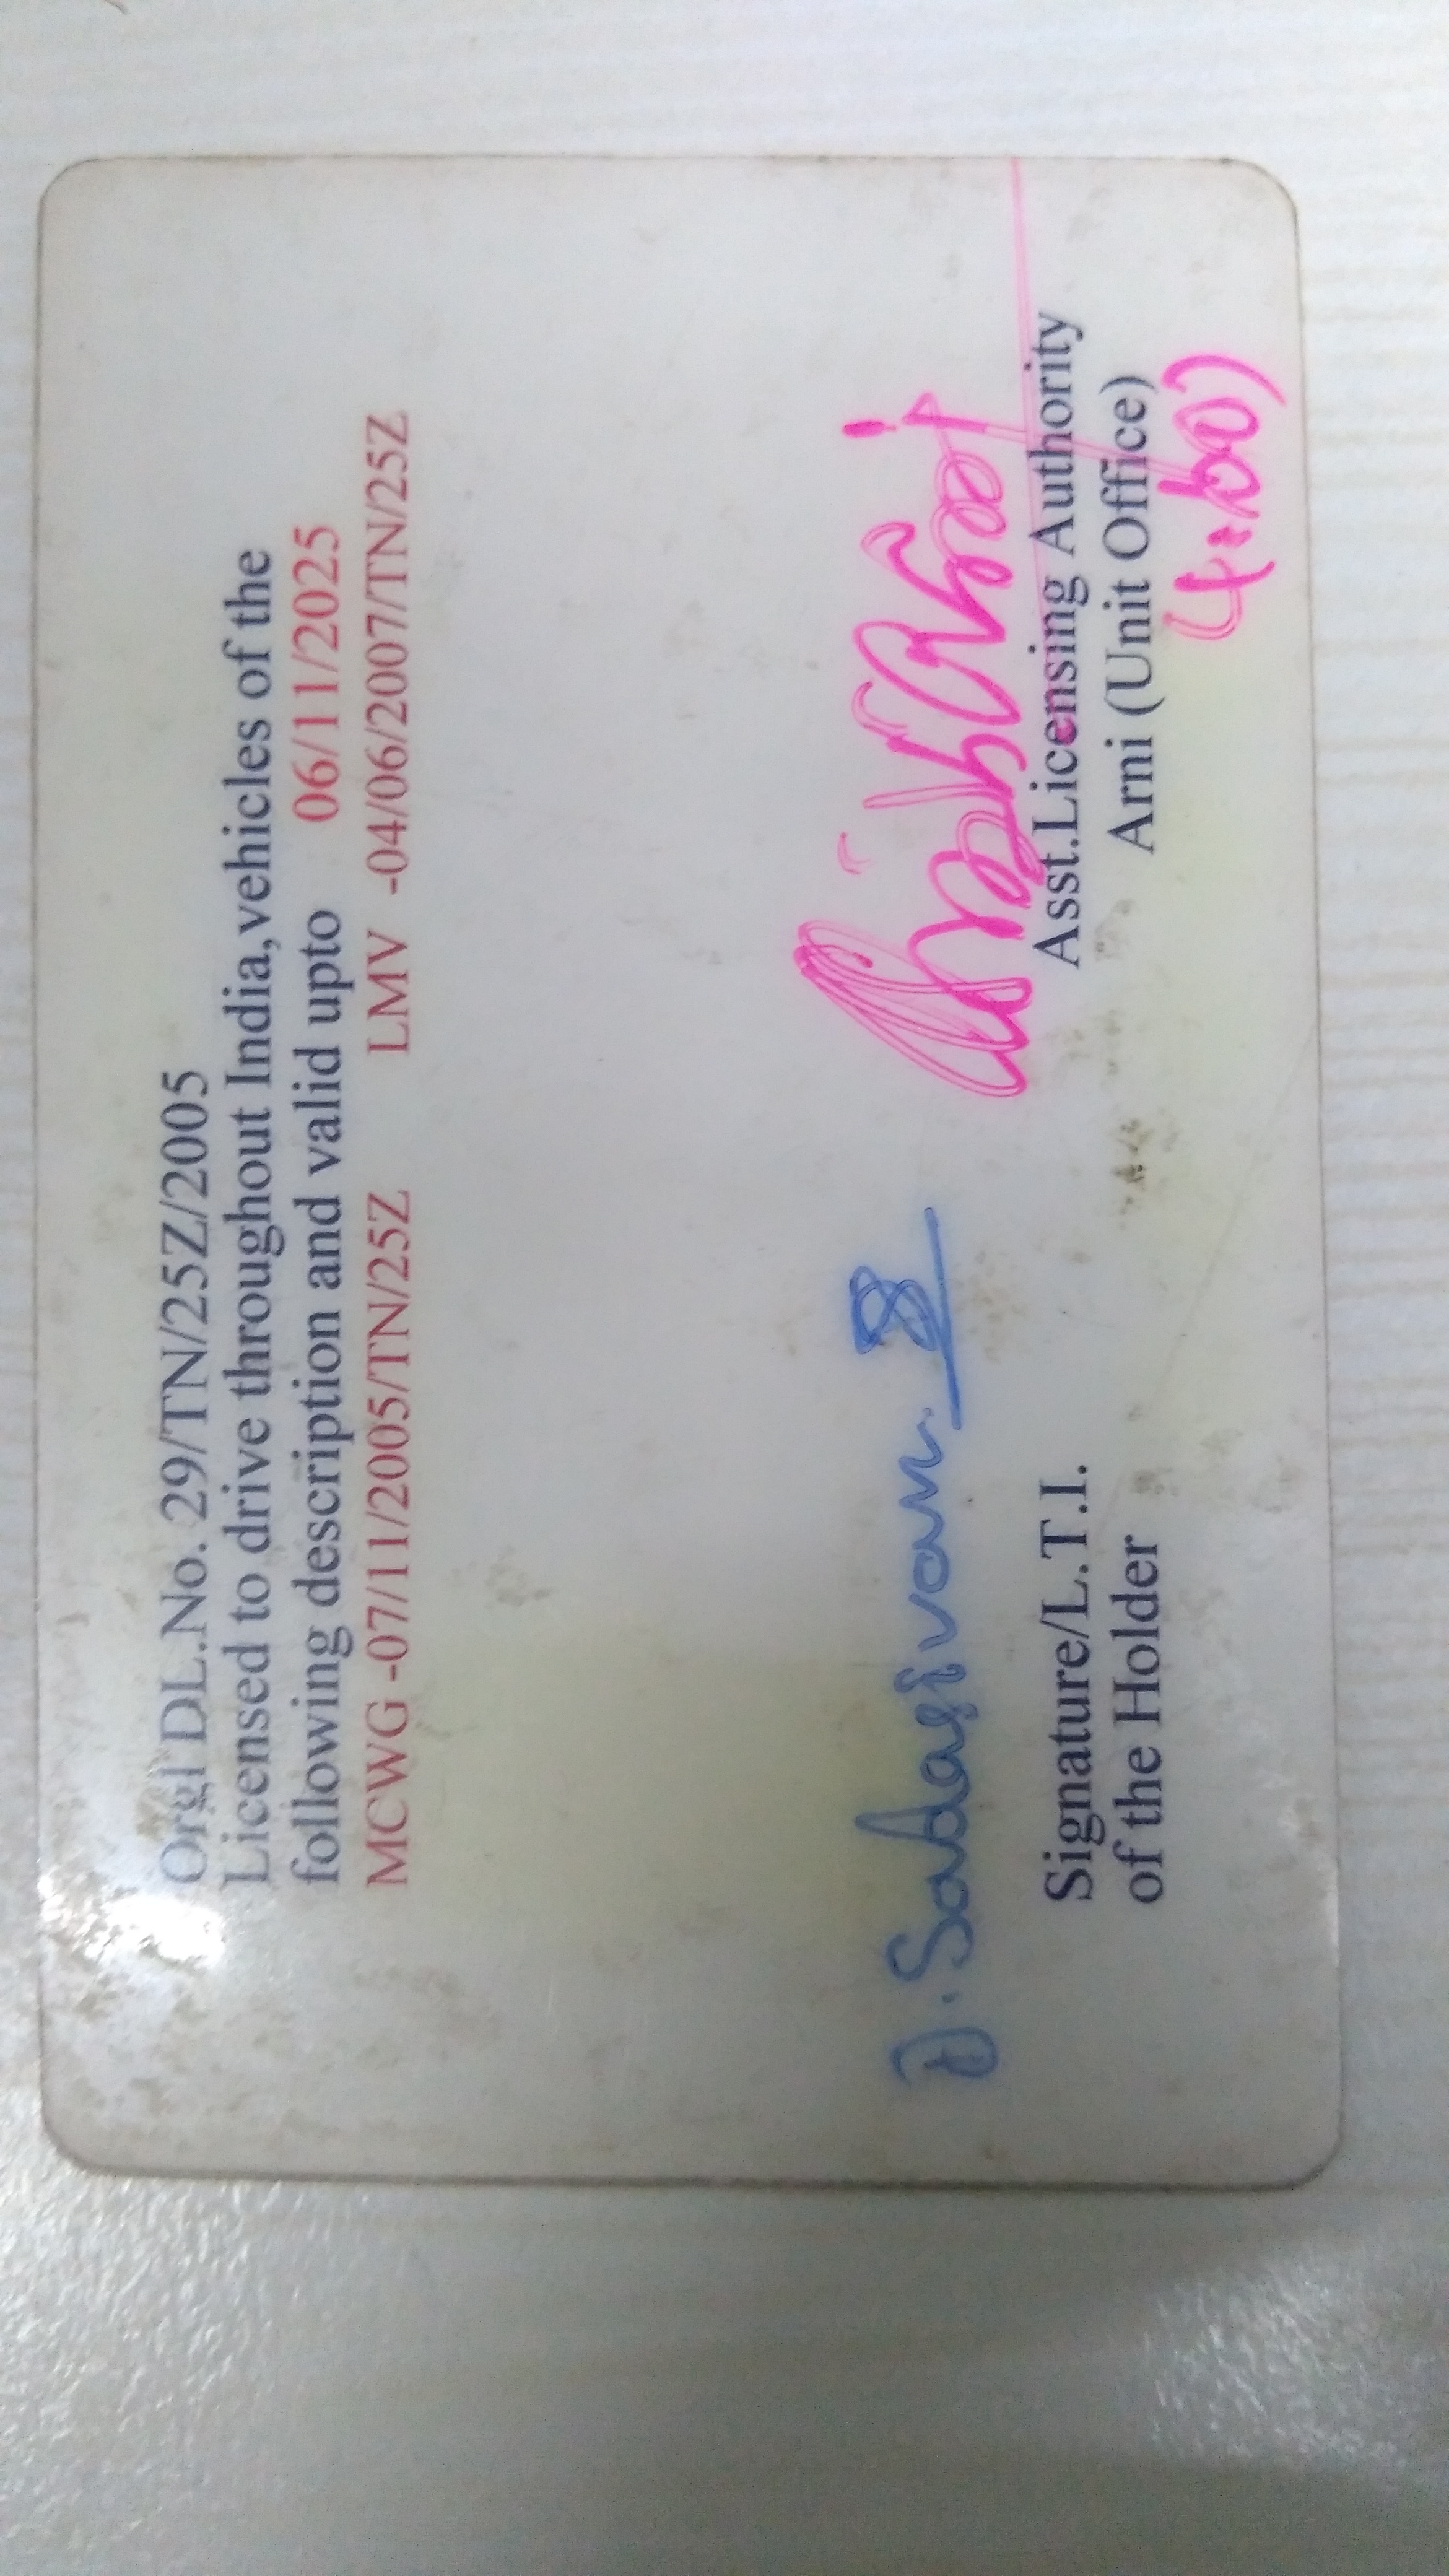 Orgl DL.No. 29/TN/25Z/2005
Licensed to drive throughout India,vehicles of the
following description and valid upto 06/11/2025
MCWG -07/11/2005/TN/25Z LMV -04/06/2007/TN/25Z
D. Sadasivam
Signature/L.T.I. Asst.Licensing Authority
of the Holder Arni (Unit Office)